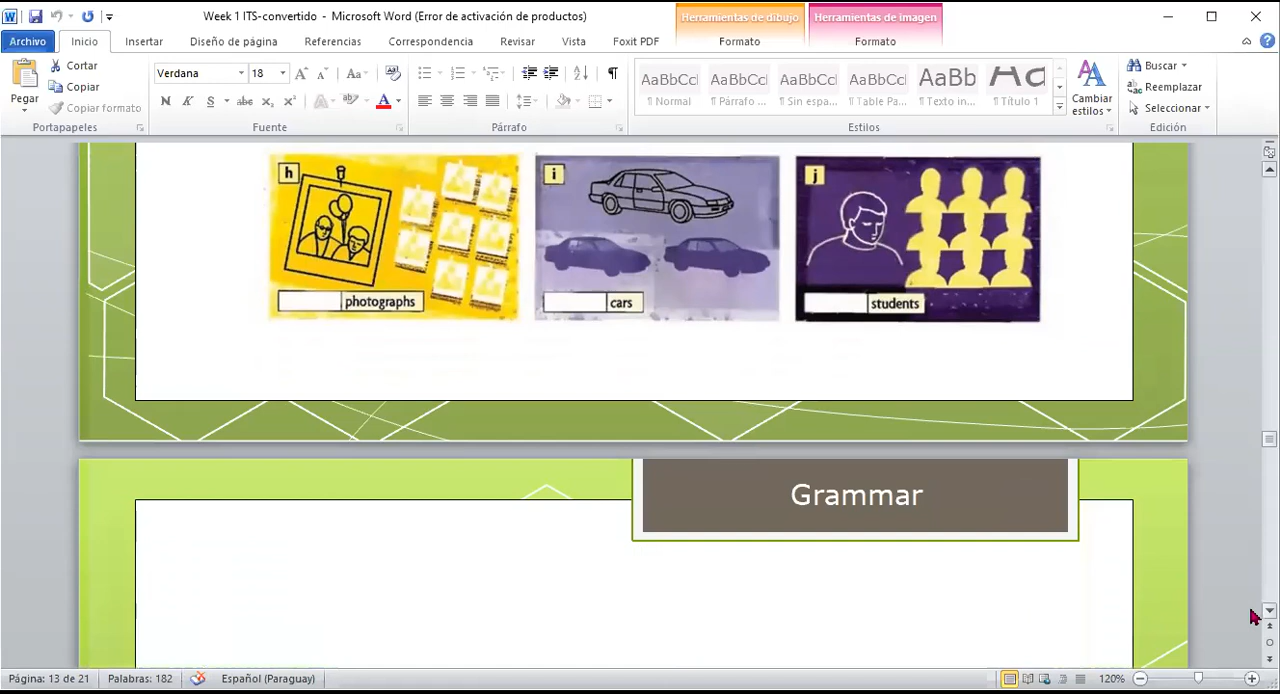 Week 1 ITS-convertido - Microsoft Word (Error de activación de productos)
Herramientas de dibujo
Herramientas de imagen
Archivo
Inicio
Insertar
Diseño de página
Referencias
Correspondencia
Revisar
Vista
Foxit PDF
Formato
Formato
Pegar
Cortar
Copiar
Copiar formato
Portapapeles
Verdana
18
N K S abc x₂ x²
Fuente
Párrafo
AaBbCcI
¶ Normal
AaBbCcI
¶ Párrafo ...
AaBbCcI
¶ Sin espa...
AaBbCcI
¶ Table Pa...
AaBb
¶ Texto in...
¶ Título 1
Cambiar
estilos
Estilos
Buscar
Reemplazar
Seleccionar
Edición
h
photographs
i
cars
j
students
Grammar
Página: 13 de 21
Palabras: 182
Español (Paraguay)
120%